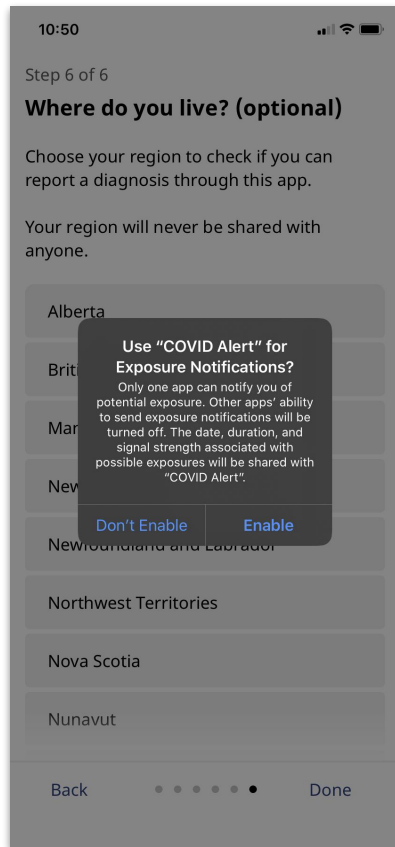 10:50
Step 6 of 6
Where do you live? (optional)
Choose your region to check if you can
report a diagnosis through this app.
Your region will never be shared with
anyone.
Alberta
Use “COVID Alert” for
Exposure Notifications?
Only one app can notify you of
potential exposure. Other apps’ ability
to send exposure notifications will be
turned off. The date, duration, and
signal strength associated with
possible exposures will be shared with
“COVID Alert”.
Don’t Enable
Enable
Newfoundland and Labrador
Northwest Territories
Nova Scotia
Nunavut
Back
Done